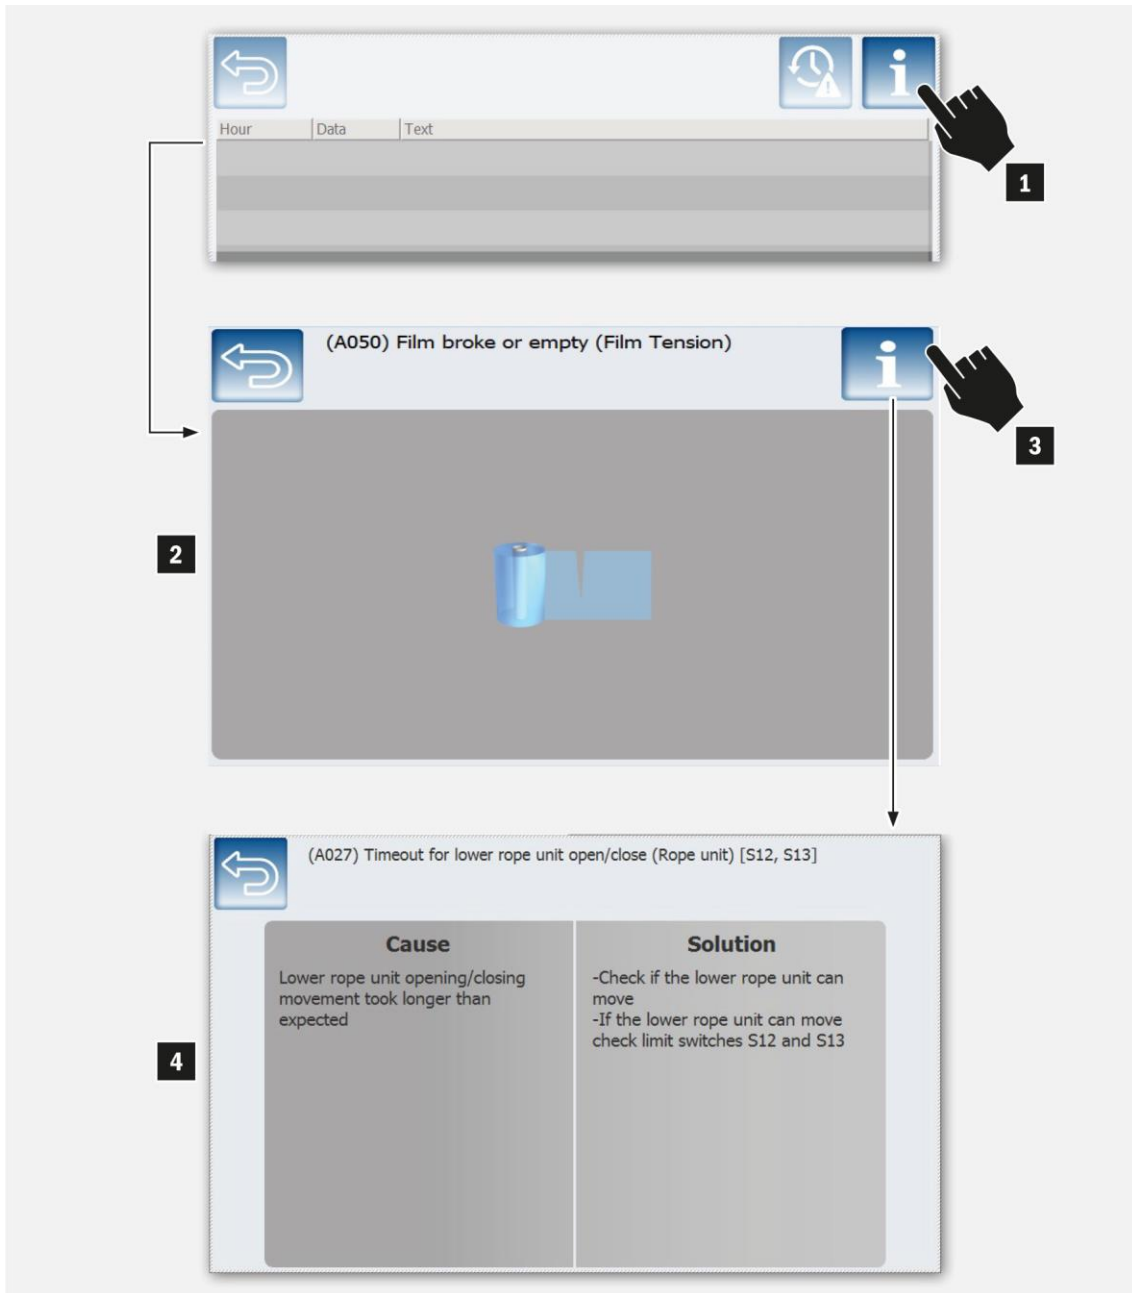 Hour Data Text
1
(A050) Film broke or empty (Film Tension)
3
2
(A027) Timeout for lower rope unit open/close (Rope unit) [S12, S13]
Cause
Lower rope unit opening/closing
movement took longer than
expected
Solution
-Check if the lower rope unit can
move
-If the lower rope unit can move
check limit switches S12 and S13
4